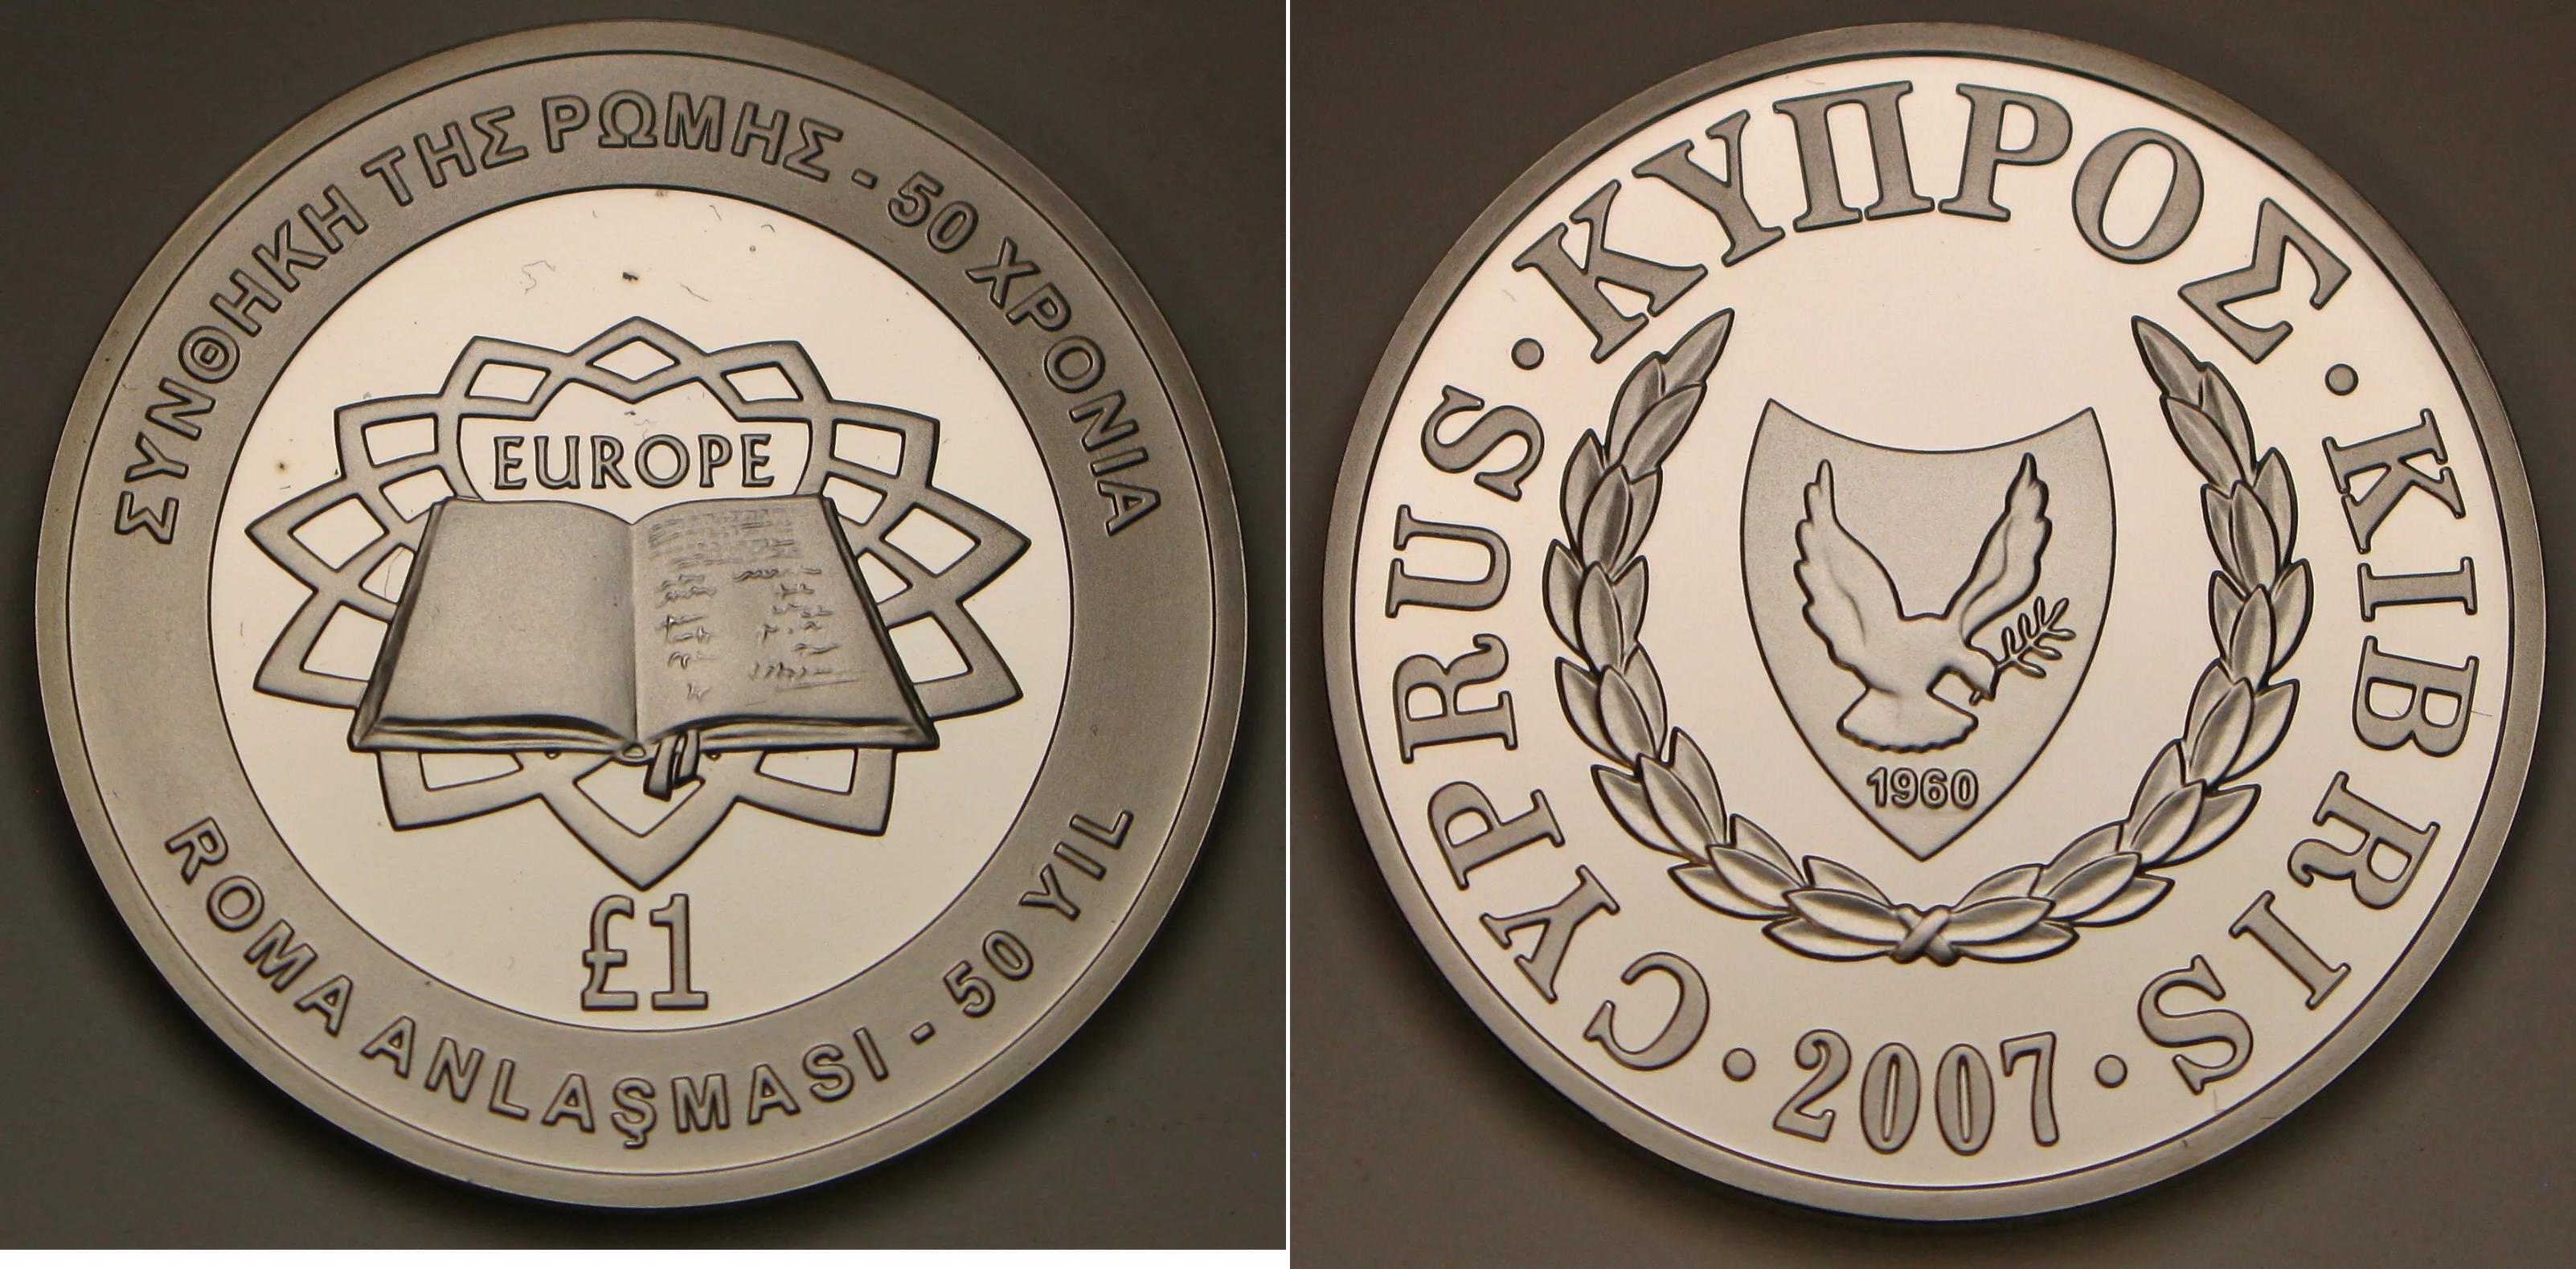 ΣΥΝΘΗΚΗ ΤΗΣ ΡΩΜΗΣ - 50 ΧΡΟΝΙΑ
EUROPE
£1
ROMA ANLAŞMASI - 50 YIL
CYPRUS · ΚΥΠΡΟΣ · KIBRIS
1960
· 2007 ·